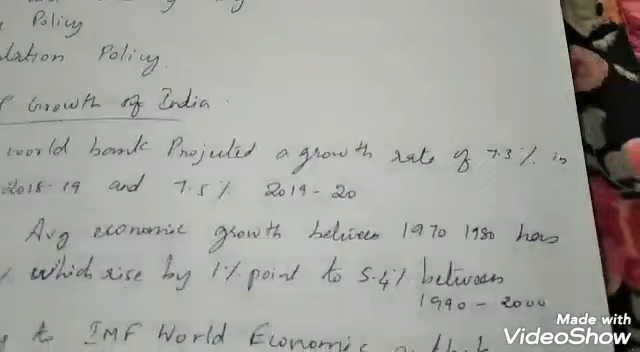 Policy
lation Policy.
Growth of India.
world bank Projected a growth rate of 7.3% in
2018-19 and 7.5% 2019-20
Avg economic growth between 1970 1980 has
% which rise by 1% point to 5.4% between
1990-2000
to IMF World Economic
Made with
VideoShow